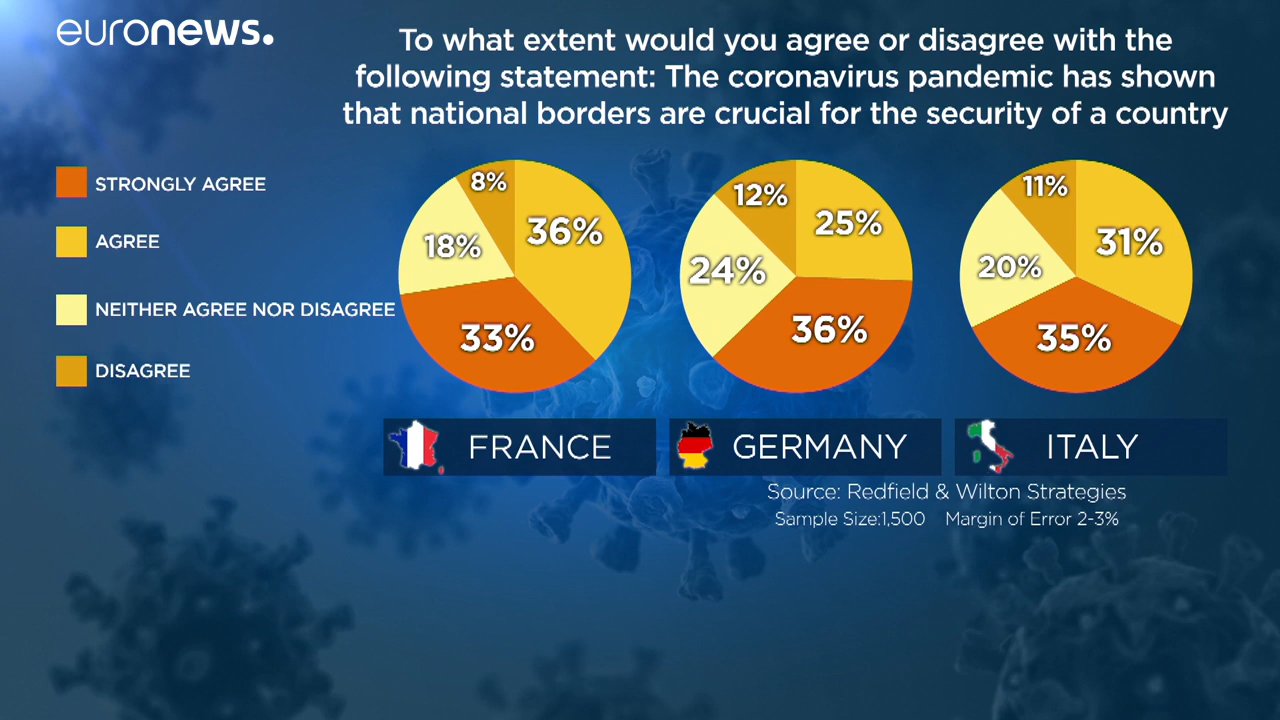 euronews.
To what extent would you agree or disagree with the
following statement: The coronavirus pandemic has shown
that national borders are crucial for the security of a country
STRONGLY AGREE
AGREE
NEITHER AGREE NOR DISAGREE
DISAGREE
8%
36%
18%
33%
12%
25%
24%
36%
11%
31%
20%
35%
FRANCE
GERMANY
ITALY
Source: Redfield & Wilton Strategies
Sample Size:1,500 Margin of Error 2-3%